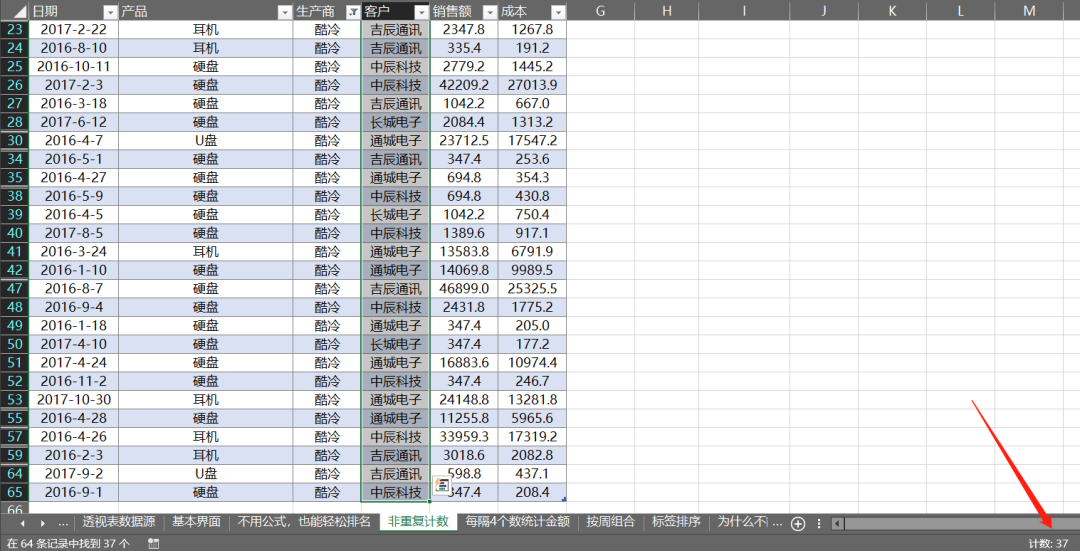 日期 产品 生产商 客户 销售额 成本 G H I J K L M
23 2017-2-22 耳机 酷冷 吉辰通讯 2347.8 1267.8
24 2016-8-10 耳机 酷冷 吉辰通讯 335.4 191.2
25 2016-10-11 硬盘 酷冷 中辰科技 2779.2 1445.2
26 2017-2-3 硬盘 酷冷 中辰科技 42209.2 27013.9
27 2016-3-18 硬盘 酷冷 吉辰通讯 1042.2 667.0
28 2017-6-12 硬盘 酷冷 长城电子 2084.4 1313.2
30 2016-4-7 U盘 酷冷 通城电子 23712.5 17547.2
34 2016-5-1 硬盘 酷冷 吉辰通讯 347.4 253.6
35 2016-4-27 硬盘 酷冷 通城电子 694.8 354.3
38 2016-5-9 硬盘 酷冷 中辰科技 694.8 430.8
39 2016-4-5 硬盘 酷冷 长城电子 1042.2 750.4
40 2017-8-5 硬盘 酷冷 中辰科技 1389.6 917.1
41 2016-3-24 耳机 酷冷 通城电子 13583.8 6791.9
42 2016-1-10 硬盘 酷冷 通城电子 14069.8 9989.5
47 2016-8-7 硬盘 酷冷 吉辰通讯 46899.0 25325.5
48 2016-9-4 硬盘 酷冷 中辰科技 2431.8 1775.2
49 2016-1-18 硬盘 酷冷 通城电子 347.4 205.0
50 2017-4-10 硬盘 酷冷 长城电子 347.4 177.2
51 2017-4-24 硬盘 酷冷 通城电子 16883.6 10974.4
52 2016-11-2 硬盘 酷冷 中辰科技 347.4 246.7
53 2017-10-30 耳机 酷冷 通城电子 24148.8 13281.8
55 2016-4-28 硬盘 酷冷 通城电子 11255.8 5965.6
57 2016-4-26 耳机 酷冷 中辰科技 33959.3 17319.2
59 2016-2-3 耳机 酷冷 吉辰通讯 3018.6 2082.8
64 2017-9-2 U盘 酷冷 吉辰通讯 598.8 437.1
65 2016-9-1 硬盘 酷冷 中辰科技 347.4 208.4
66
... 透视表数据源 基本界面 不用公式，也能轻松排名 非重复计数 每隔4个数统计金额 按周组合 标签排序 为什么不 ...
在 64 条记录中找到 37 个 计数: 37